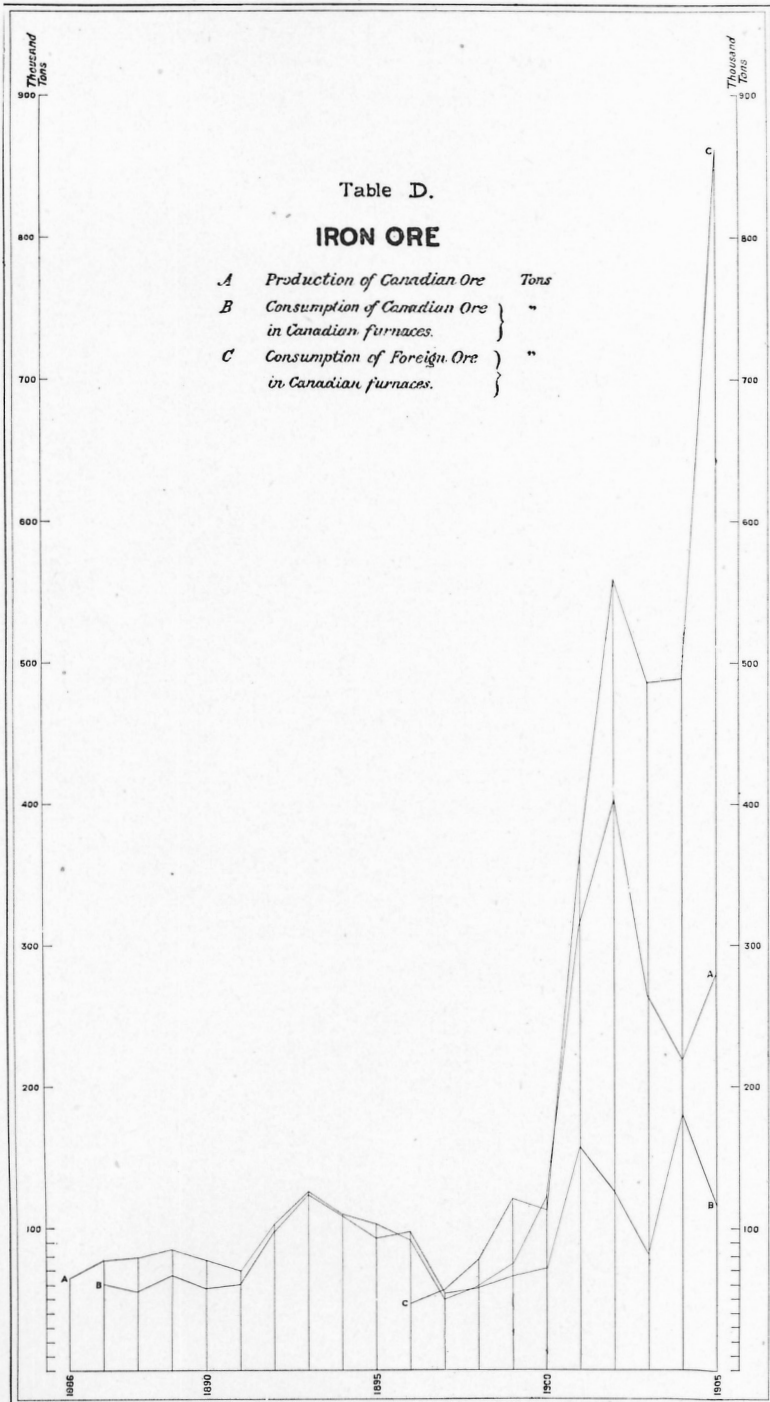 Thousand
Tons
Thousand
Tons
900
900
C
Table D.
800
800
IRON ORE
A Production of Canadian Ore Tons
B Consumption of Canadian Ore } "
in Canadian furnaces.
C Consumption of Foreign Ore } "
in Canadian furnaces.
700
700
600
600
500
500
400
400
300
300
A
200
200
100
100
B
A
B
C
1886
1890
1895
1900
1905